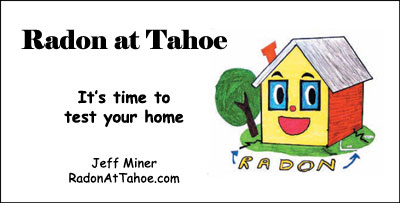 Radon at Tahoe
It's time to
test your home
Jeff Miner
RadonAtTahoe.com
RADON